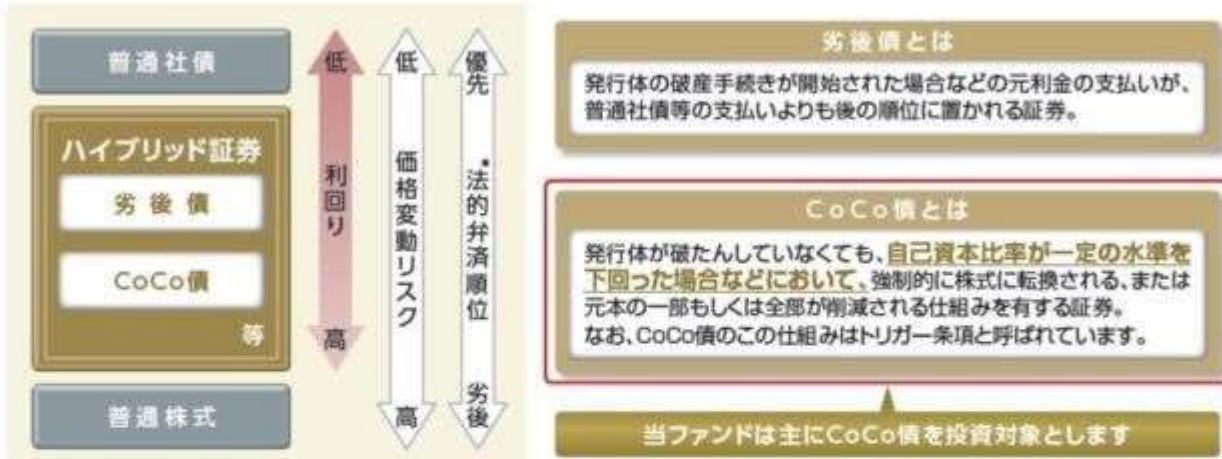 普通社債
ハイブリッド証券
劣後債
CoCo債
等
普通株式
低
利回り
高
低
価格変動リスク
高
優先
*法的弁済順位
劣後
劣後債とは
発行体の破産手続きが開始された場合などの元利金の支払いが、
普通社債等の支払いよりも後の順位に置かれる証券。
CoCo債とは
発行体が破たんしていなくても、自己資本比率が一定の水準を
下回った場合などにおいて、強制的に株式に転換される、または
元本の一部もしくは全部が削減される仕組みを有する証券。
なお、CoCo債のこの仕組みはトリガー条項と呼ばれています。
当ファンドは主にCoCo債を投資対象とします